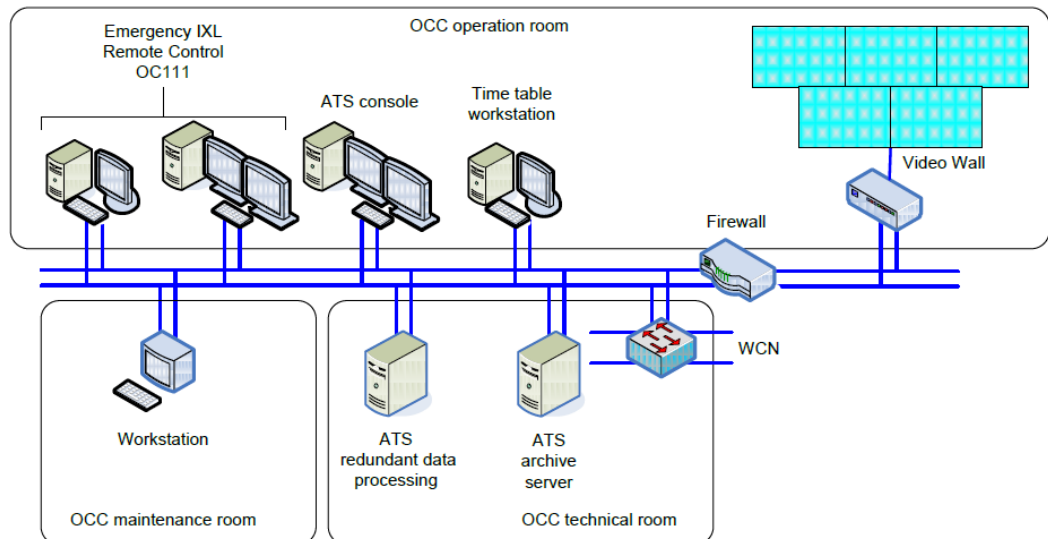 OCC operation room
Emergency IXL
Remote Control
OC111
ATS console
Time table
workstation
Video Wall
Firewall
WCN
Workstation
ATS
redundant data
processing
ATS
archive
server
OCC maintenance room
OCC technical room